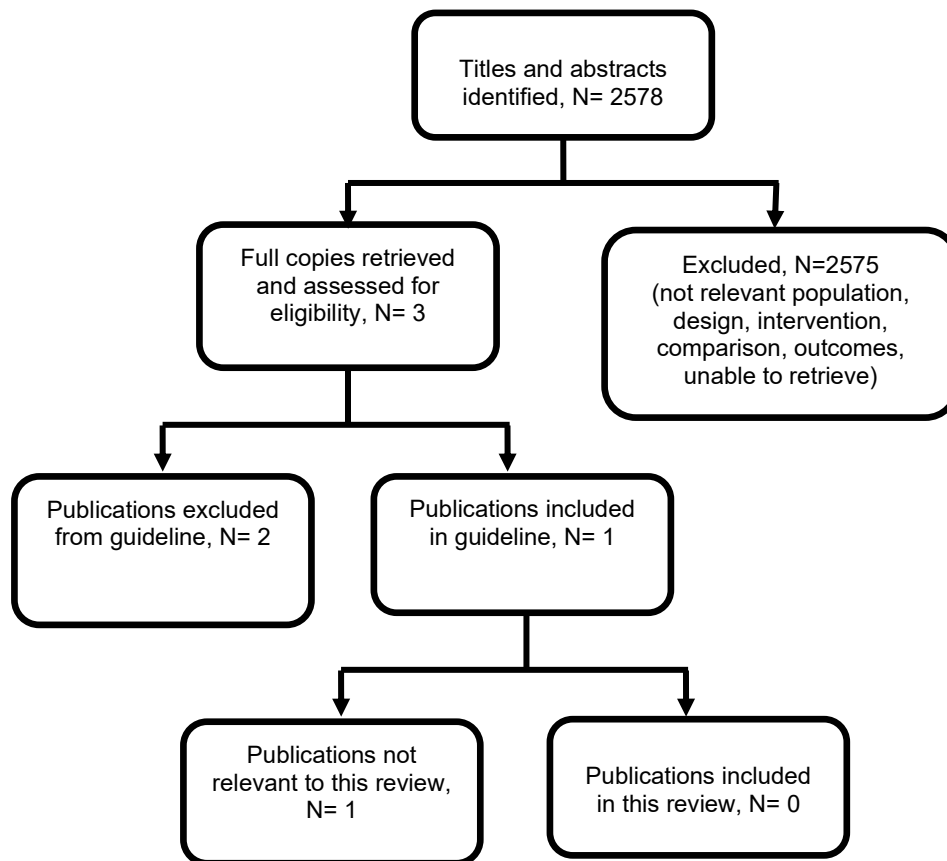 Titles and abstracts
identified, N= 2578
Full copies retrieved
and assessed for
eligibility, N= 3
Excluded, N=2575
(not relevant population,
design, intervention,
comparison, outcomes,
unable to retrieve)
Publications excluded
from guideline, N= 2
Publications included
in guideline, N= 1
Publications not
relevant to this review,
N= 1
Publications included
in this review, N= 0